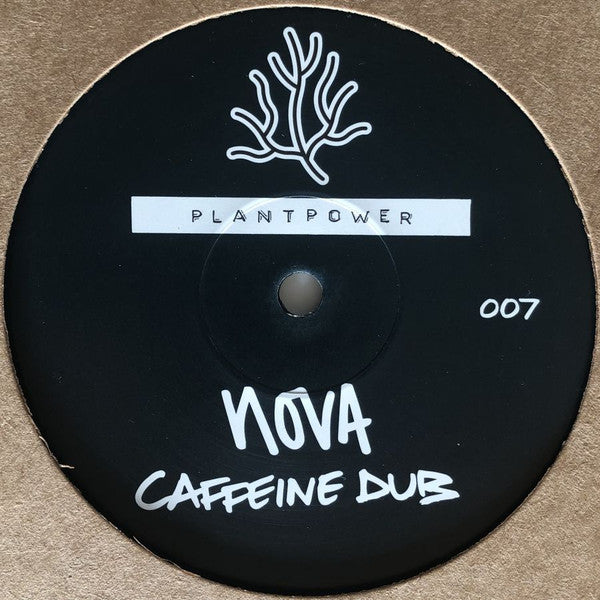 PLANTPOWER
007
NOVA
CAFFEINE DUB